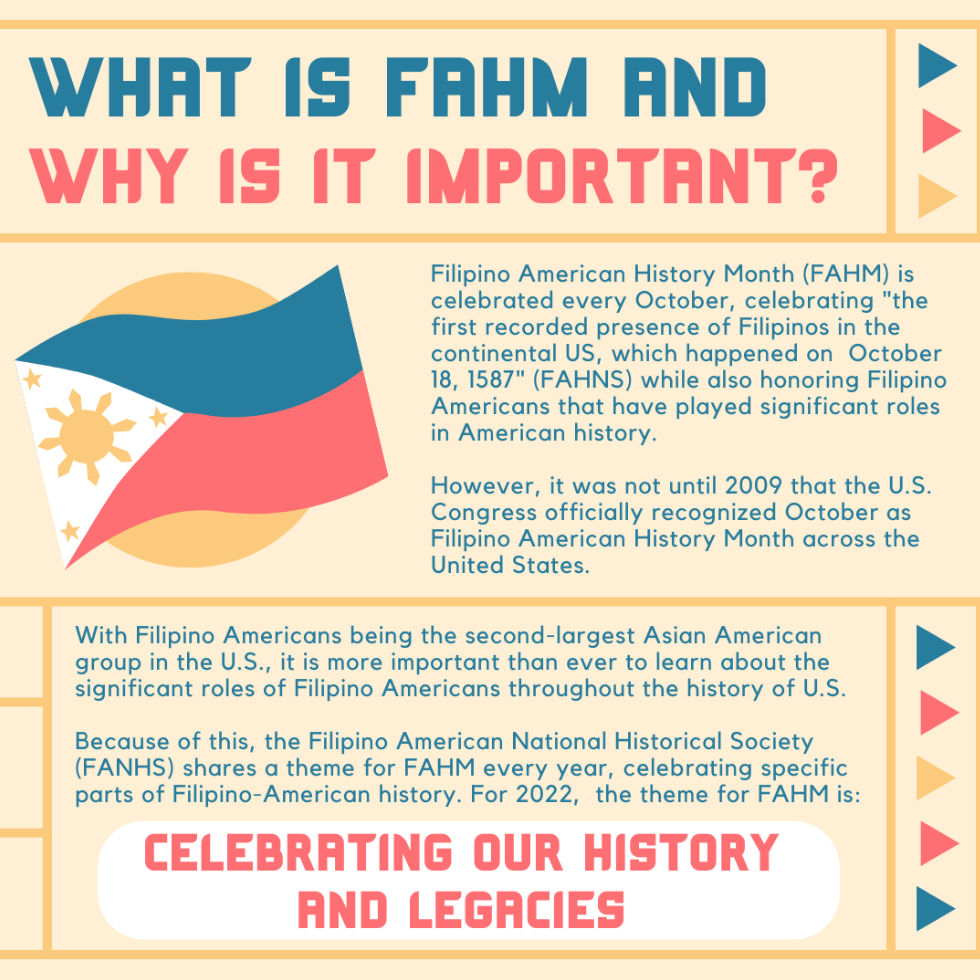 WHAT IS FAHM AND
WHY IS IT IMPORTANT?
Filipino American History Month (FAHM) is
celebrated every October, celebrating "the
first recorded presence of Filipinos in the
continental US, which happened on  October
18, 1587" (FAHNS) while also honoring Filipino
Americans that have played significant roles
in American history.
However, it was not until 2009 that the U.S.
Congress officially recognized October as
Filipino American History Month across the
United States.
With Filipino Americans being the second-largest Asian American
group in the U.S., it is more important than ever to learn about the
significant roles of Filipino Americans throughout the history of U.S.
Because of this, the Filipino American National Historical Society
(FANHS) shares a theme for FAHM every year, celebrating specific
parts of Filipino-American history. For 2022,  the theme for FAHM is:
CELEBRATING OUR HISTORY
AND LEGACIES